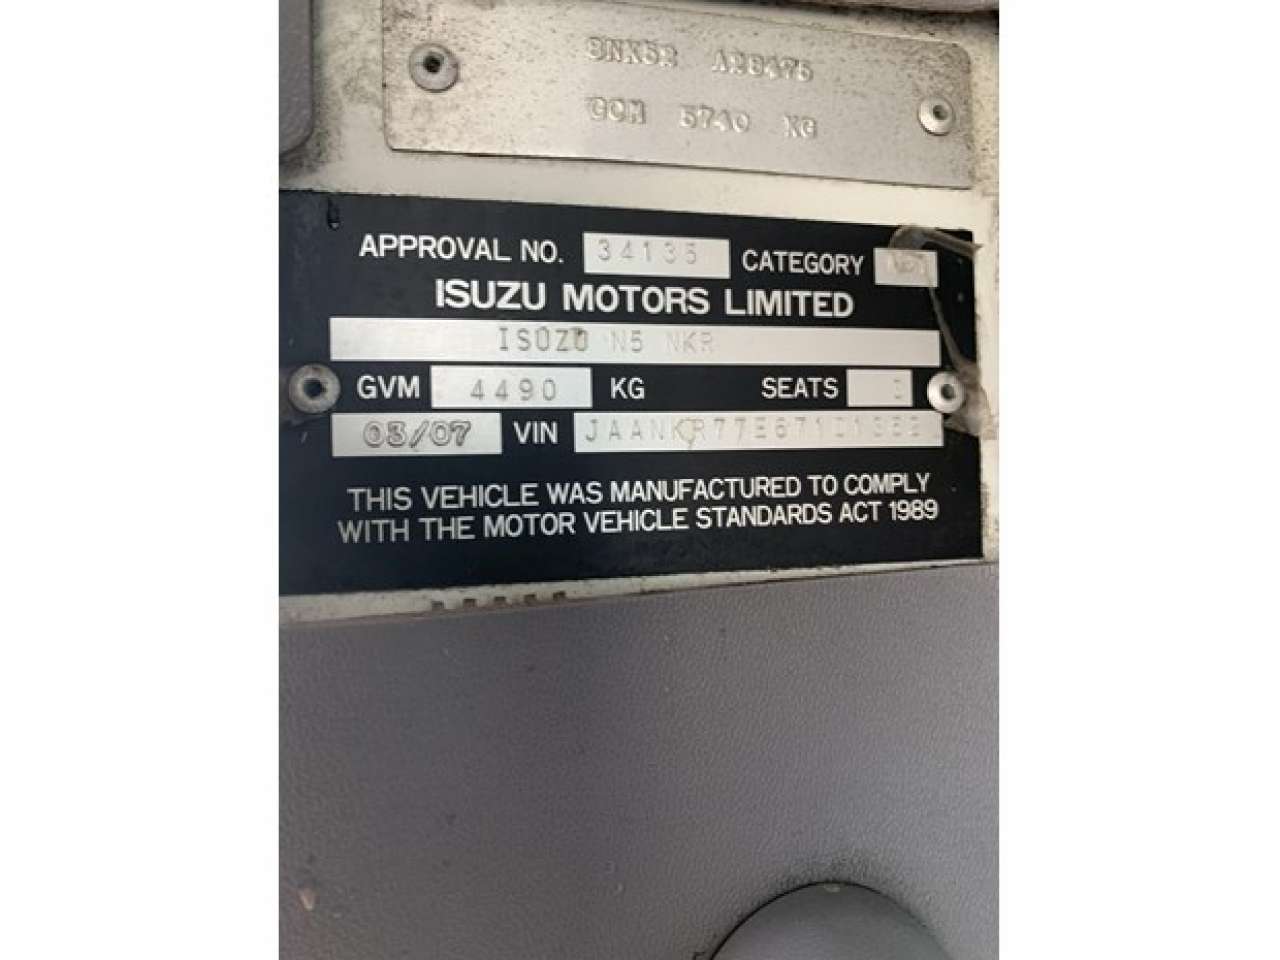 GCM 5740 KG
APPROVAL NO. 34135 CATEGORY
ISUZU MOTORS LIMITED
ISUZU N5 NKR
GVM 4490 KG SEATS
03/07 VIN
THIS VEHICLE WAS MANUFACTURED TO COMPLY
WITH THE MOTOR VEHICLE STANDARDS ACT 1989